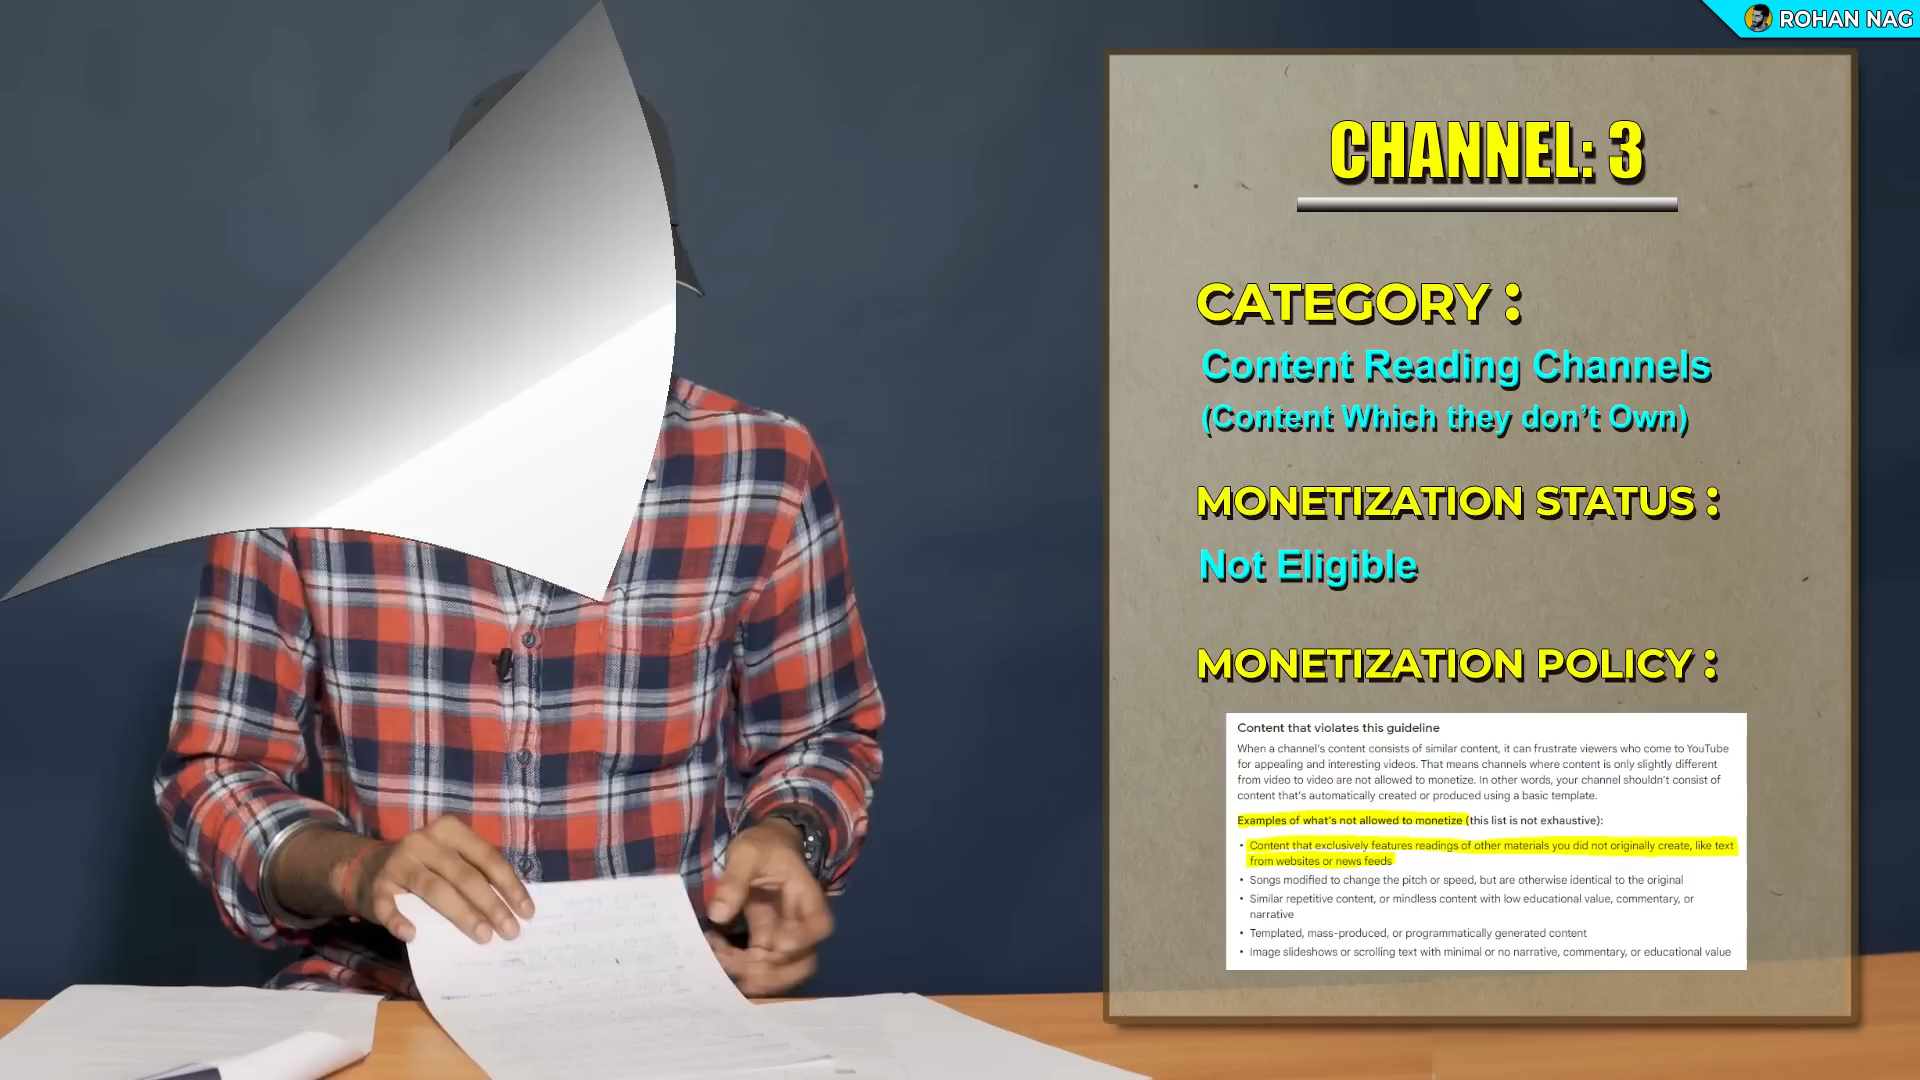 ROHAN NAG
CHANNEL: 3
CATEGORY :
Content Reading Channels
(Content Which they don't Own)
MONETIZATION STATUS :
Not Eligible
MONETIZATION POLICY :
Content that violates this guideline
When a channel's content consists of similar content, it can frustrate viewers who come to YouTube
for appealing and interesting videos. That means channels where content is only slightly different
from video to video are not allowed to monetize. In other words, your channel shouldn't consist of
content that's automatically created or produced using a basic template.
Examples of what's not allowed to monetize (this list is not exhaustive):
• Content that exclusively features readings of other materials you did not originally create, like text
from websites or news feeds
• Songs modified to change the pitch or speed, but are otherwise identical to the original
• Similar repetitive content, or mindless content with low educational value, commentary, or
narrative
• Templated, mass-produced, or programmatically generated content
• Image slideshows or scrolling text with minimal or no narrative, commentary, or educational value